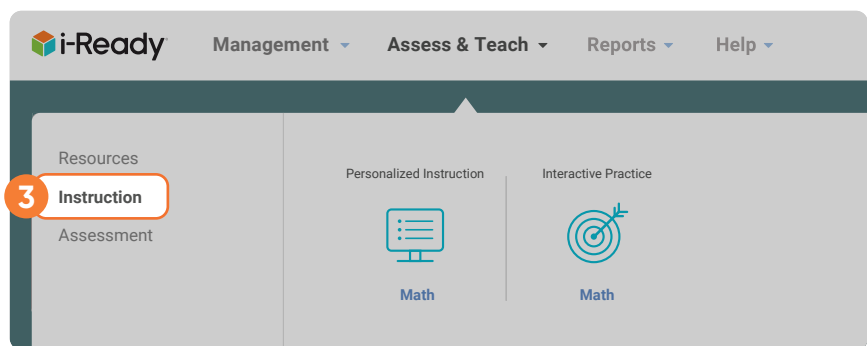 i-Ready Management Assess & Teach Reports Help
Resources
3 Instruction
Assessment
Personalized Instruction Interactive Practice
Math Math